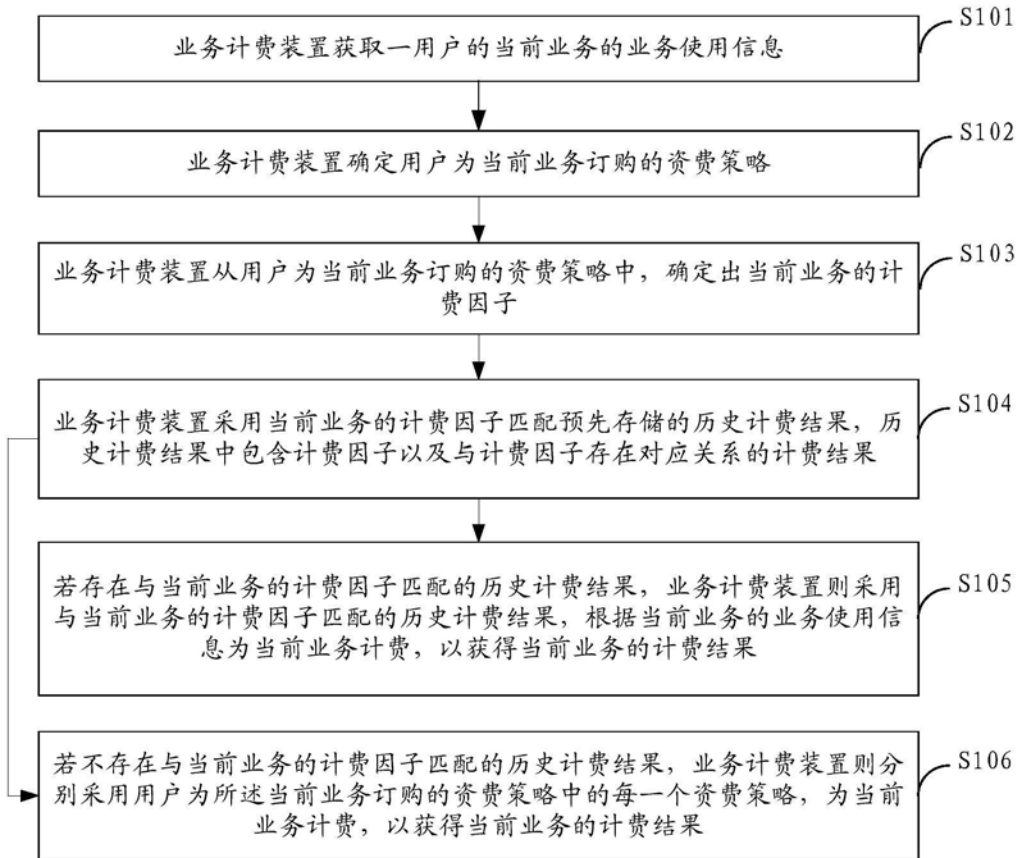 S101
业务计费装置获取一用户的当前业务的业务使用信息
S102
业务计费装置确定用户为当前业务订购的资费策略
S103
业务计费装置从用户为当前业务订购的资费策略中，确定出当前业务的计
费因子
S104
业务计费装置采用当前业务的计费因子匹配预先存储的历史计费结果，历
史计费结果中包含计费因子以及与计费因子存在对应关系的计费结果
S105
若存在与当前业务的计费因子匹配的历史计费结果，业务计费装置则采用
与当前业务的计费因子匹配的历史计费结果，根据当前业务的业务使用信
息为当前业务计费，以获得当前业务的计费结果
S106
若不存在与当前业务的计费因子匹配的历史计费结果，业务计费装置则分
别采用用户为所述当前业务订购的资费策略中的每一个资费策略，为当前
业务计费，以获得当前业务的计费结果